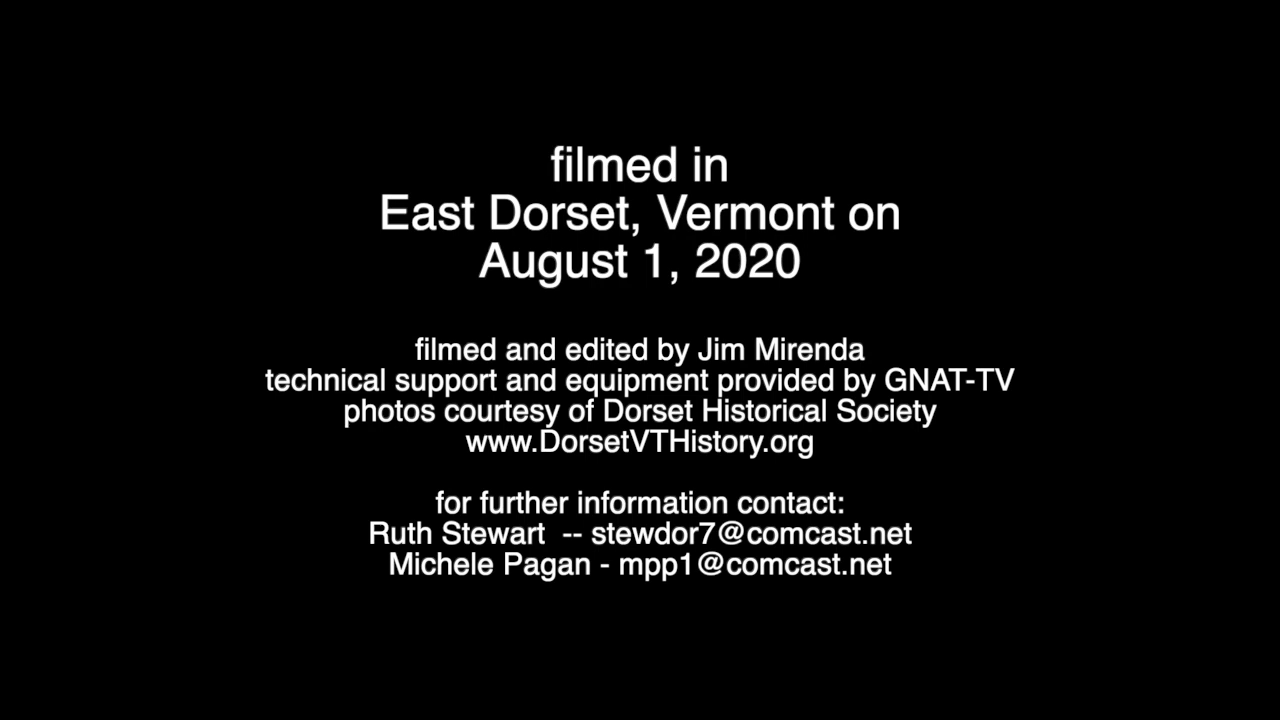 filmed in
East Dorset, Vermont on
August 1, 2020
filmed and edited by Jim Mirenda
technical support and equipment provided by GNAT-TV
photos courtesy of Dorset Historical Society
www.DorsetVTHistory.org
for further information contact:
Ruth Stewart  -- stewdor7@comcast.net
Michele Pagan - mpp1@comcast.net